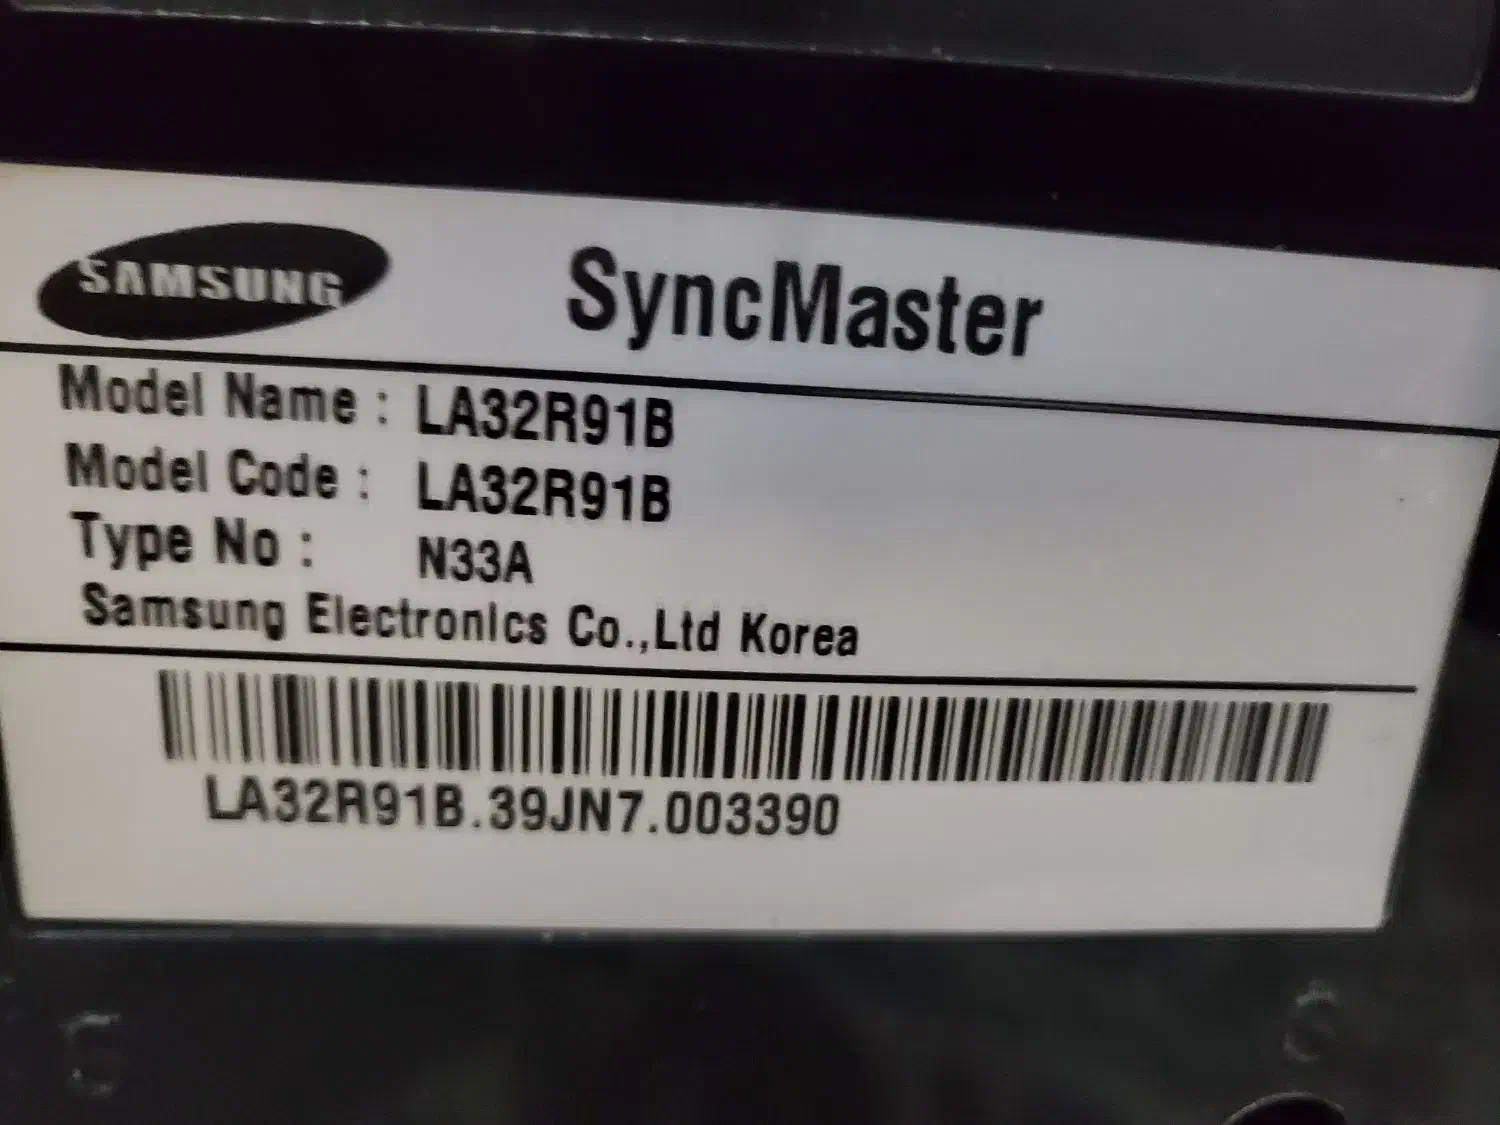 SAMSUNG SyncMaster
Model Name : LA32R91B
Model Code : LA32R91B
Type No : N33A
Samsung Electronics Co.,Ltd Korea
LA32R91B.39JN7.003390